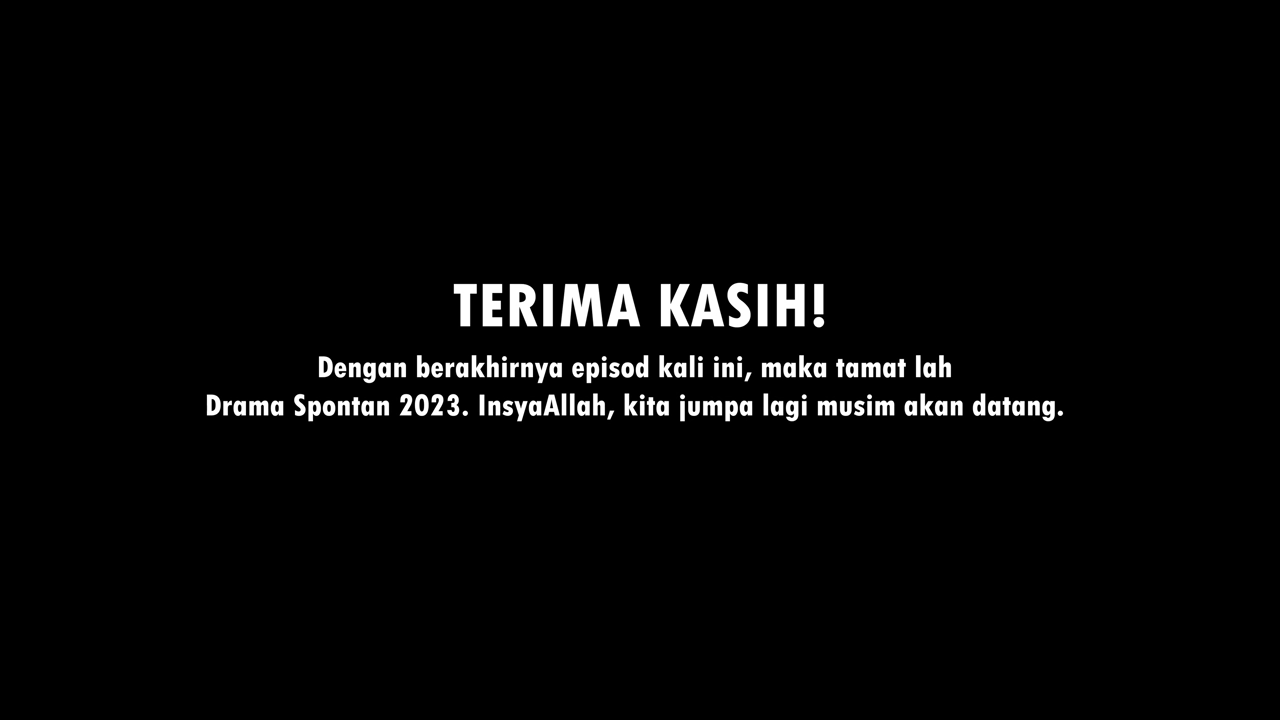 TERIMA KASIH!
Dengan berakhirnya episod kali ini, maka tamat lah
Drama Spontan 2023. InsyaAllah, kita jumpa lagi musim akan datang.